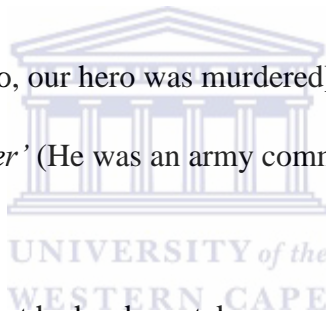 o, our hero was murdered)
er’ (He was an army comm
UNIVERSITY of the
WESTERN CAPE